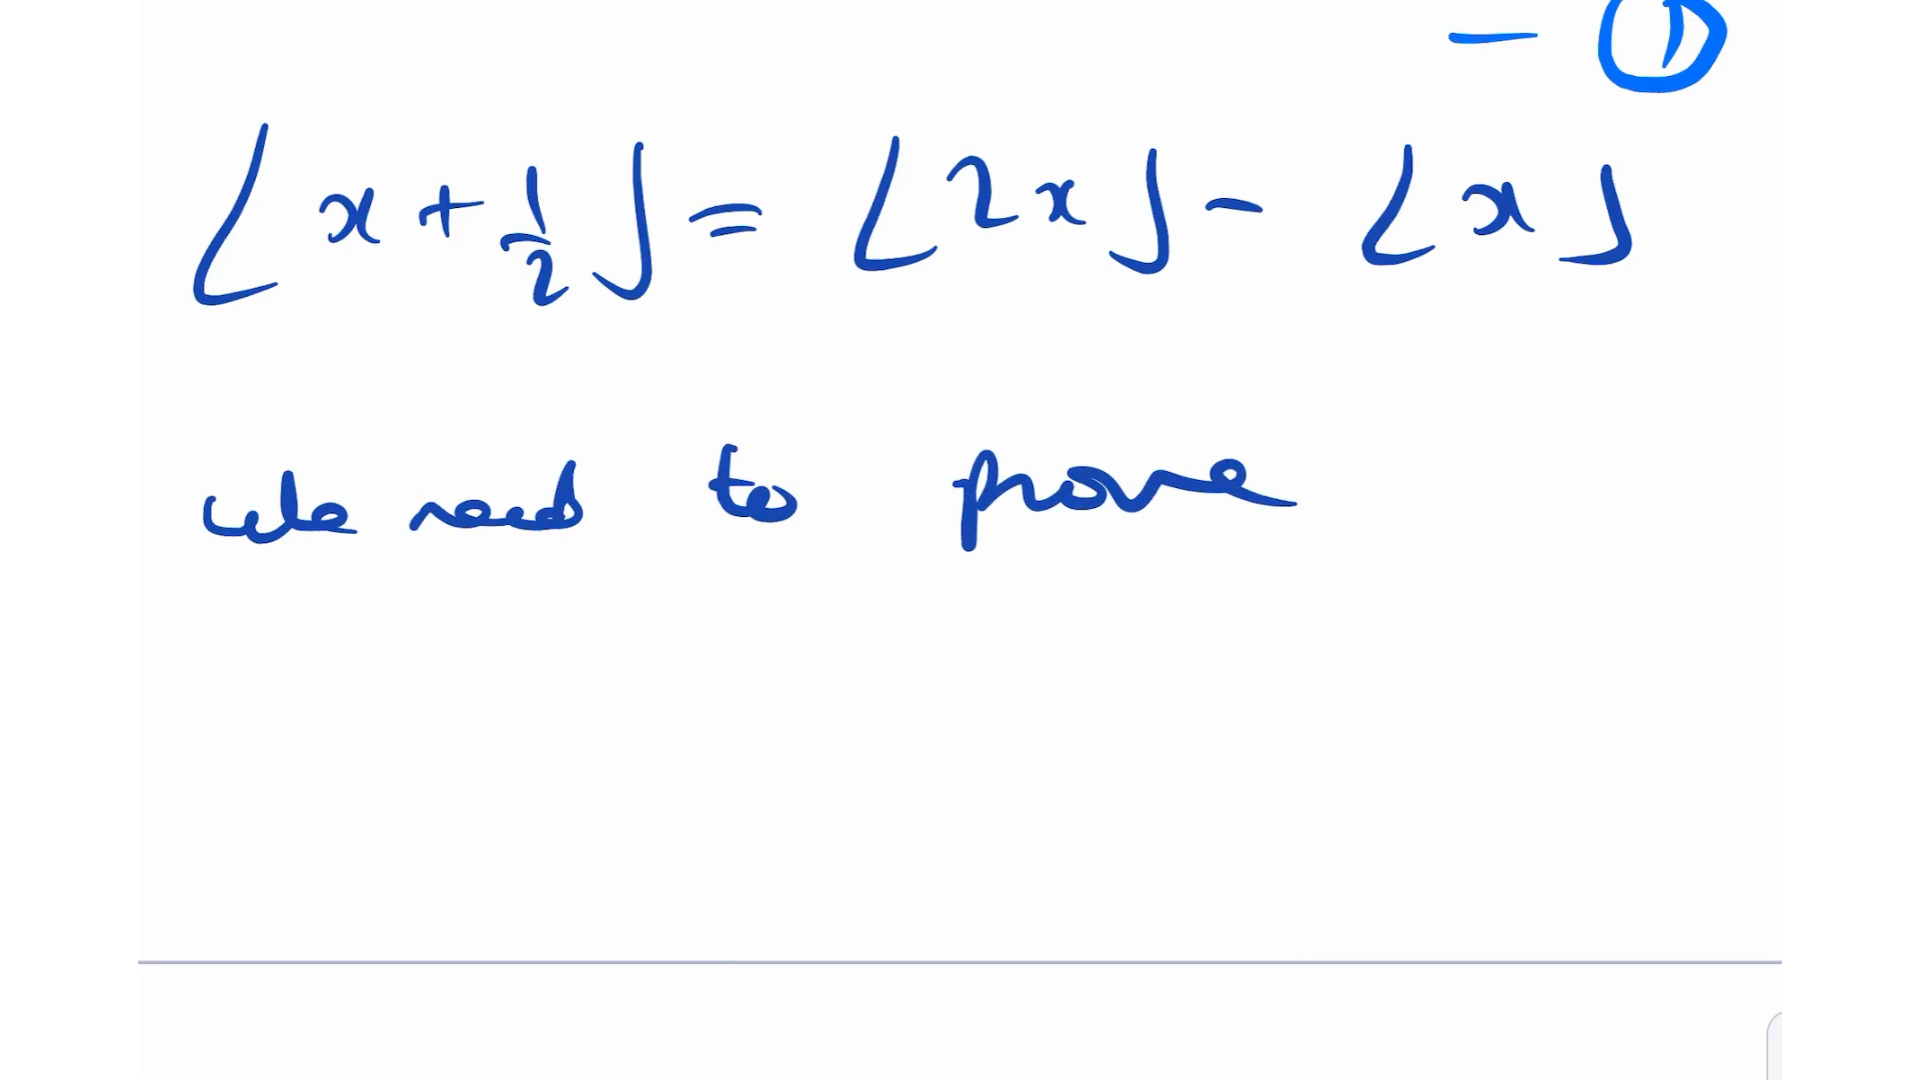 — ①
⌊x + 1/2⌋ = ⌊2x⌋ - ⌊x⌋
we need to prove